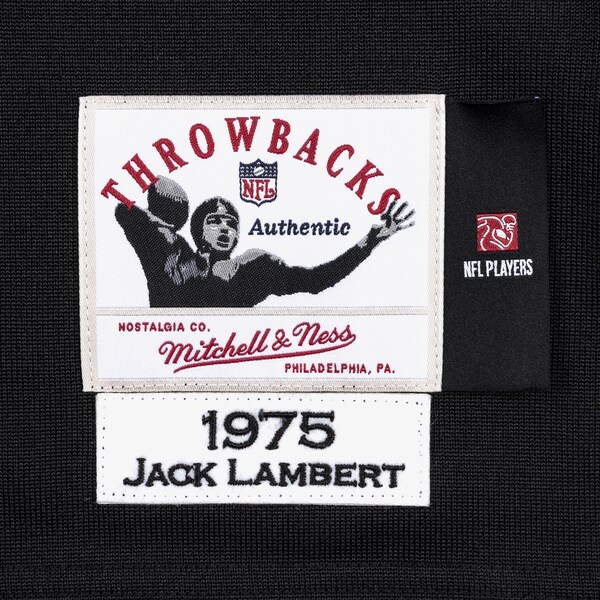 THROWBACKS
NFL
Authentic
NFL PLAYERS
NOSTALGIA CO.
Mitchell & Ness
PHILADELPHIA, PA.
1975
JACK LAMBERT